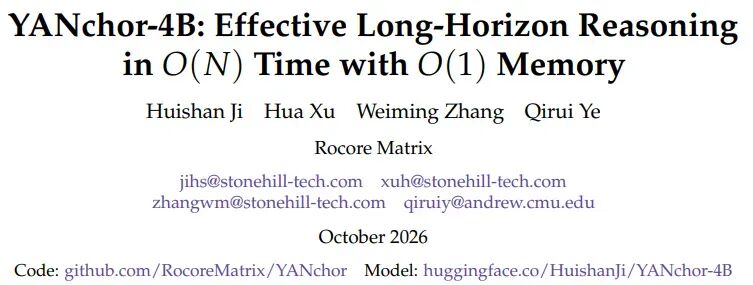 YANchor-4B: Effective Long-Horizon Reasoning
in O(N) Time with O(1) Memory
Huishan Ji Hua Xu Weiming Zhang Qirui Ye
Rocore Matrix
jihs@stonehill-tech.com xuh@stonehill-tech.com
zhangwm@stonehill-tech.com qiruiy@andrew.cmu.edu
October 2026
Code: github.com/RocoreMatrix/YANchor Model: huggingface.co/HuishanJi/YANchor-4B